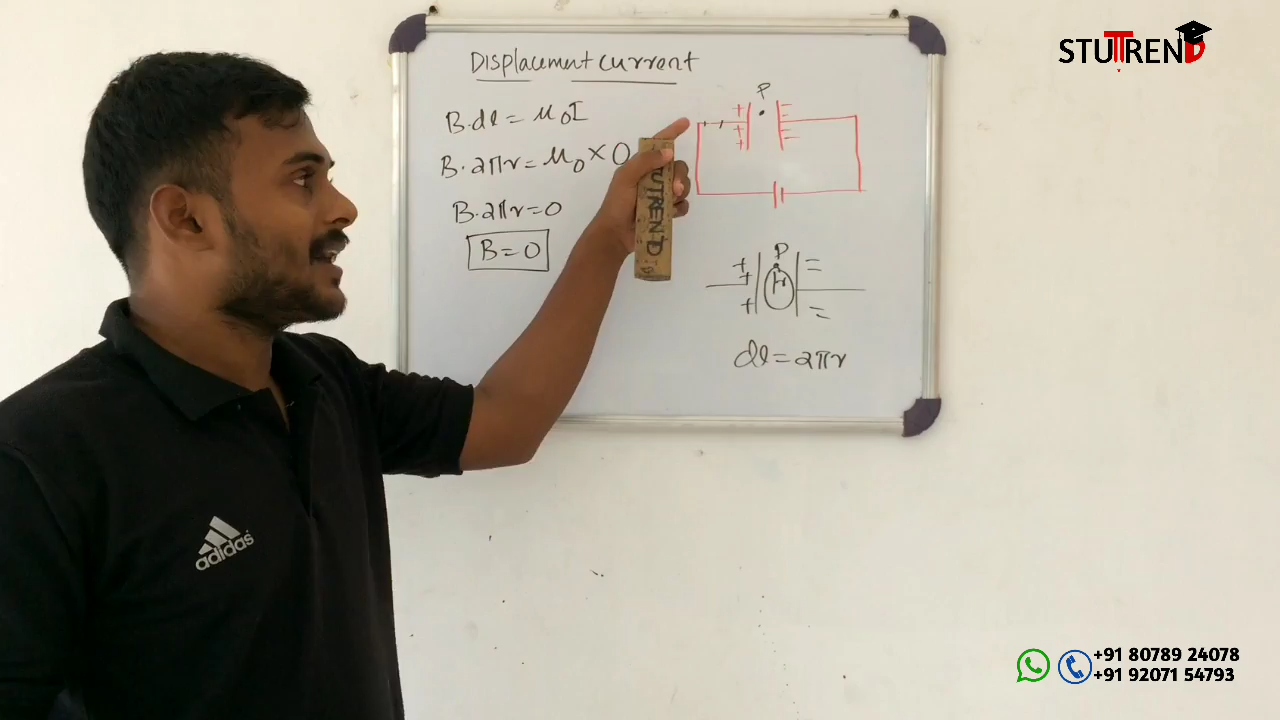 STUTREND
Displacement current
B.dl = μ₀I
B.2πr = μ₀ × 0
B.2πr = 0
B = 0
P
+ =
+ =
+
STUTREND
P
+ =
+ r
+ =
dl = 2πr
adidas
+91 80789 24078
+91 92071 54793